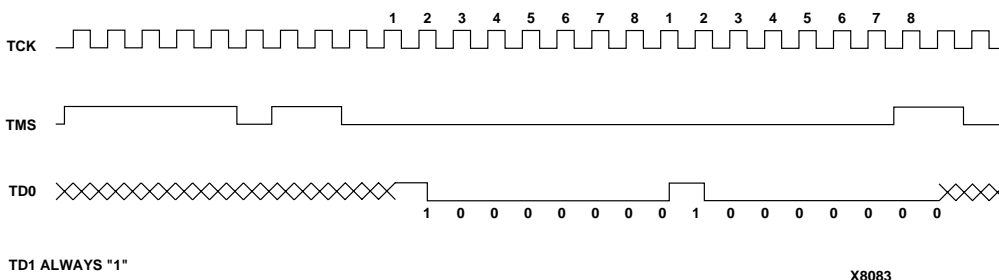 1 2 3 4 5 6 7 8 1 2 3 4 5 6 7 8
TCK
TMS
TD0
1 0 0 0 0 0 0 0 1 0 0 0 0 0 0 0
TD1 ALWAYS "1"
X8083